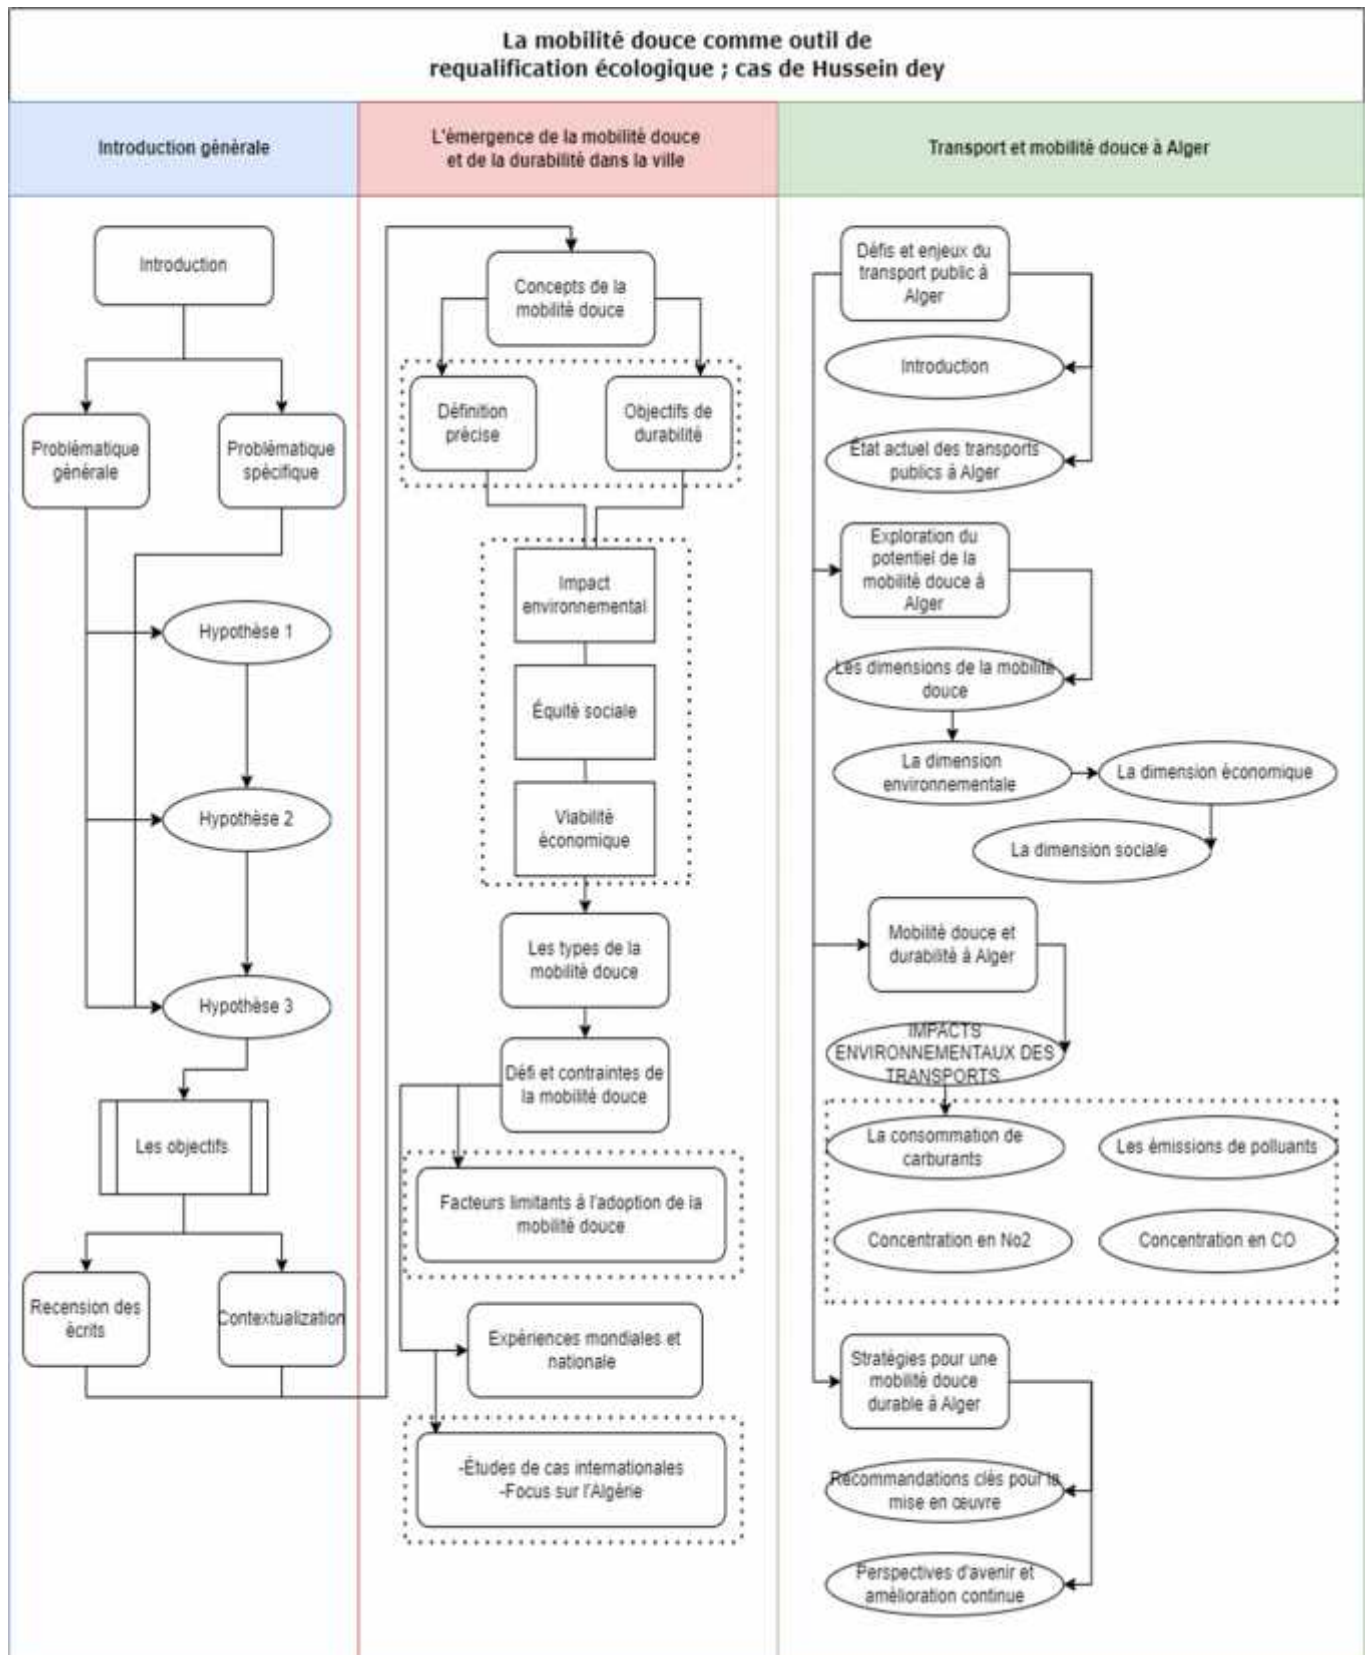 La mobilité douce comme outil de
requalification écologique ; cas de Hussein dey
Introduction générale
L'émergence de la mobilité douce
et de la durabilité dans la ville
Transport et mobilité douce à Alger
Introduction
Problématique
générale
Problématique
spécifique
Hypothèse 1
Hypothèse 2
Hypothèse 3
Les objectifs
Recension des
écrits
Contextualization
Concepts de la
mobilité douce
Définition
précise
Objectifs de
durabilité
Impact
environnemental
Équité sociale
Viabilité
économique
Les types de la
mobilité douce
Défi et contraintes de
la mobilité douce
Facteurs limitants à l'adoption de la
mobilité douce
Expériences mondiales et
nationale
-Études de cas internationales
-Focus sur l'Algérie
Défis et enjeux du
transport public à
Alger
Introduction
État actuel des transports
publics à Alger
Exploration du
potentiel de la
mobilité douce à
Alger
Les dimensions de la mobilité
douce
La dimension
environnementale
La dimension économique
La dimension sociale
Mobilité douce et
durabilité à Alger
IMPACTS
ENVIRONNEMENTAUX DES
TRANSPORTS
La consommation de
carburants
Les émissions de polluants
Concentration en No2
Concentration en CO
Stratégies pour une
mobilité douce
durable à Alger
Recommandations clés pour la
mise en œuvre
Perspectives d'avenir et
amélioration continue